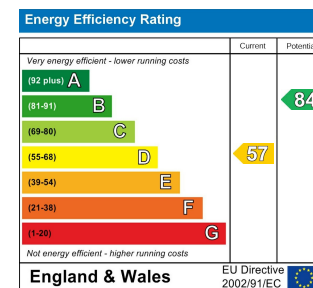 Energy Efficiency Rating
Current Potentia
Very energy efficient - lower running costs
(92 plus) A
(81-91) B
84
(69-80) C
(55-68) D
57
(39-54) E
(21-38) F
(1-20) G
Not energy efficient - higher running costs
England & Wales
EU Directive
2002/91/EC